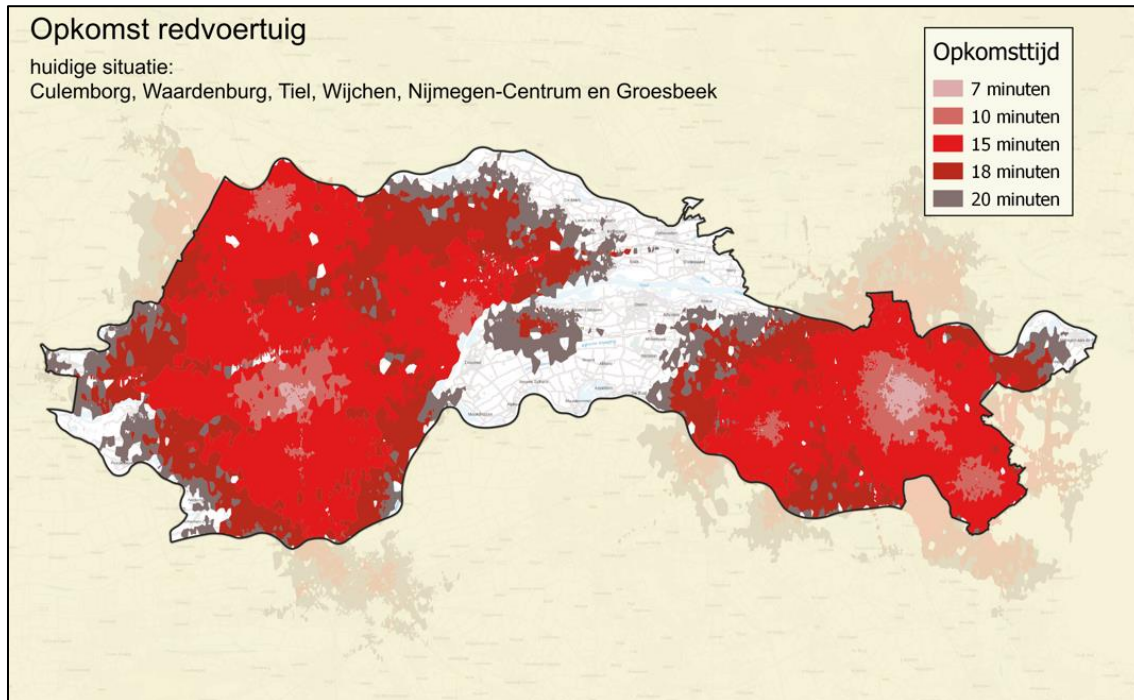 Opkomst redvoertuig
huidige situatie:
Culemborg, Waardenburg, Tiel, Wijchen, Nijmegen-Centrum en Groesbeek
Opkomsttijd
7 minuten
10 minuten
15 minuten
18 minuten
20 minuten